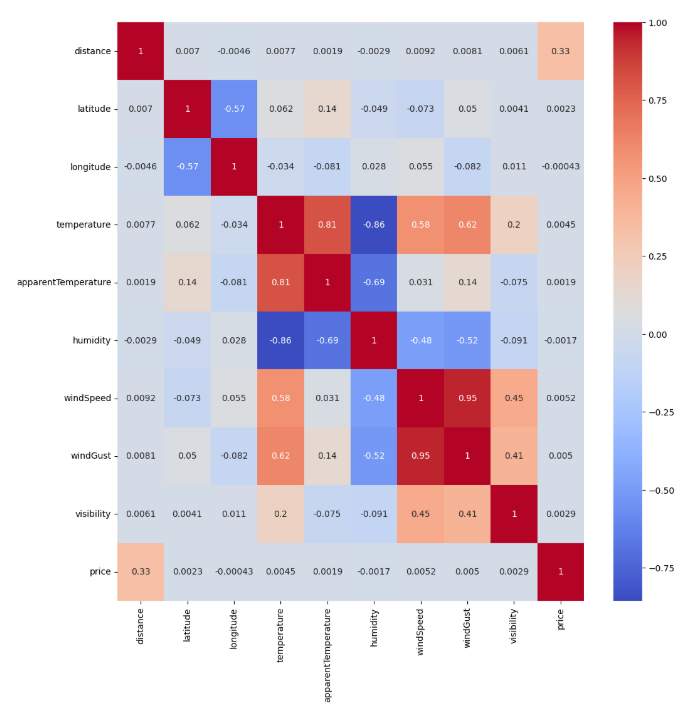 distance 1 0.007 -0.0046 0.0077 0.0019 -0.0029 0.0092 0.0081 0.0061 0.33
latitude 0.007 1 -0.57 0.062 0.14 -0.049 -0.073 0.05 0.0041 0.0023
longitude -0.0046 -0.57 1 -0.034 -0.081 0.028 0.055 -0.082 0.011 -0.00043
temperature 0.0077 0.062 -0.034 1 0.81 -0.86 0.58 0.62 0.2 0.0045
apparentTemperature 0.0019 0.14 -0.081 0.81 1 -0.69 0.031 0.14 -0.075 0.0019
humidity -0.0029 -0.049 0.028 -0.86 -0.69 1 -0.48 -0.52 -0.091 -0.0017
windSpeed 0.0092 -0.073 0.055 0.58 0.031 -0.48 1 0.95 0.45 0.0052
windGust 0.0081 0.05 -0.082 0.62 0.14 -0.52 0.95 1 0.41 0.005
visibility 0.0061 0.0041 0.011 0.2 -0.075 -0.091 0.45 0.41 1 0.0029
price 0.33 0.0023 -0.00043 0.0045 0.0019 -0.0017 0.0052 0.005 0.0029 1
distance
latitude
longitude
temperature
apparentTemperature
humidity
windSpeed
windGust
visibility
price
1.00
0.75
0.50
0.25
0.00
−0.25
−0.50
−0.75